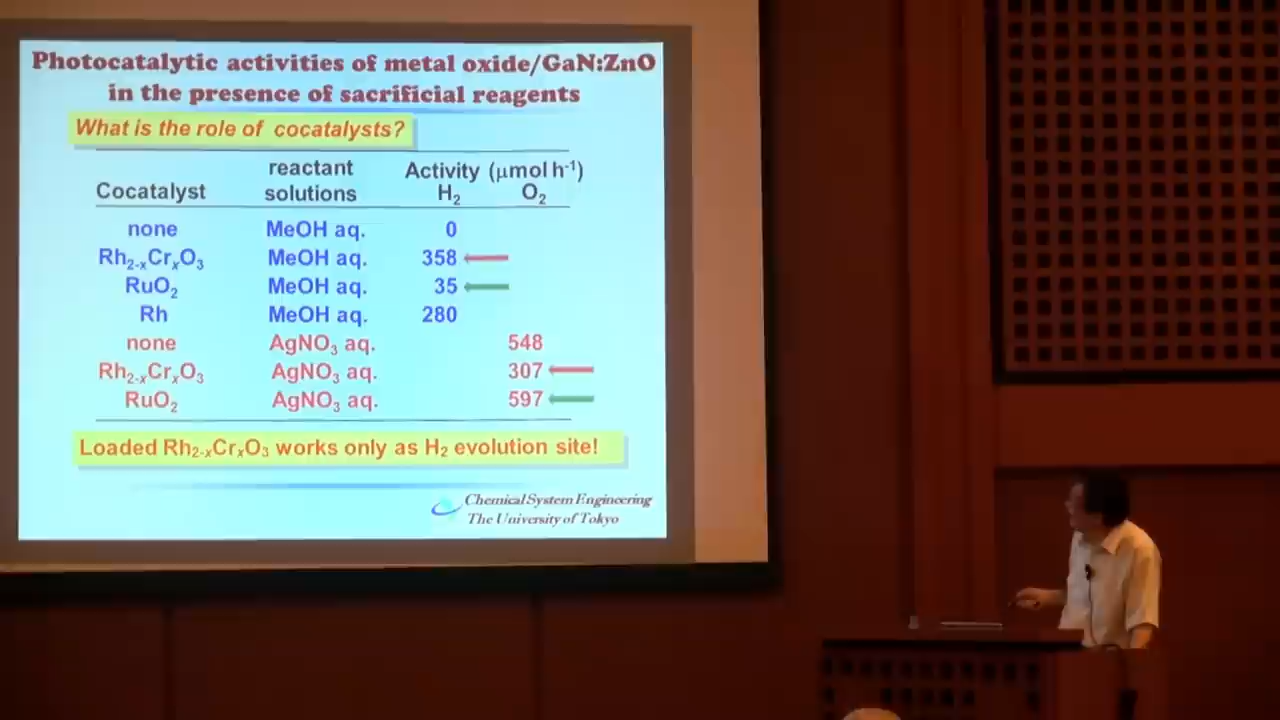 Photocatalytic activities of metal oxide/GaN:ZnO
in the presence of sacrificial reagents
What is the role of cocatalysts?
Cocatalyst reactant solutions Activity (μmol h⁻¹) H₂ O₂
none MeOH aq. 0
Rh₂₋ₓCrₓO₃ MeOH aq. 358
RuO₂ MeOH aq. 35
Rh MeOH aq. 280
none AgNO₃ aq. 548
Rh₂₋ₓCrₓO₃ AgNO₃ aq. 307
RuO₂ AgNO₃ aq. 597
Loaded Rh₂₋ₓCrₓO₃ works only as H₂ evolution site!
Chemical System Engineering
The University of Tokyo